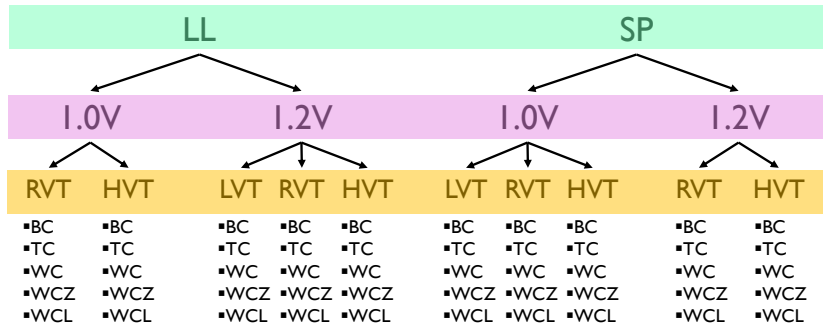 LL SP
1.0V 1.2V 1.0V 1.2V
RVT HVT LVT RVT HVT LVT RVT HVT RVT HVT
▪BC ▪BC ▪BC ▪BC ▪BC ▪BC ▪BC ▪BC ▪BC ▪BC
▪TC ▪TC ▪TC ▪TC ▪TC ▪TC ▪TC ▪TC ▪TC ▪TC
▪WC ▪WC ▪WC ▪WC ▪WC ▪WC ▪WC ▪WC ▪WC ▪WC
▪WCZ ▪WCZ ▪WCZ ▪WCZ ▪WCZ ▪WCZ ▪WCZ ▪WCZ ▪WCZ ▪WCZ
▪WCL ▪WCL ▪WCL ▪WCL ▪WCL ▪WCL ▪WCL ▪WCL ▪WCL ▪WCL